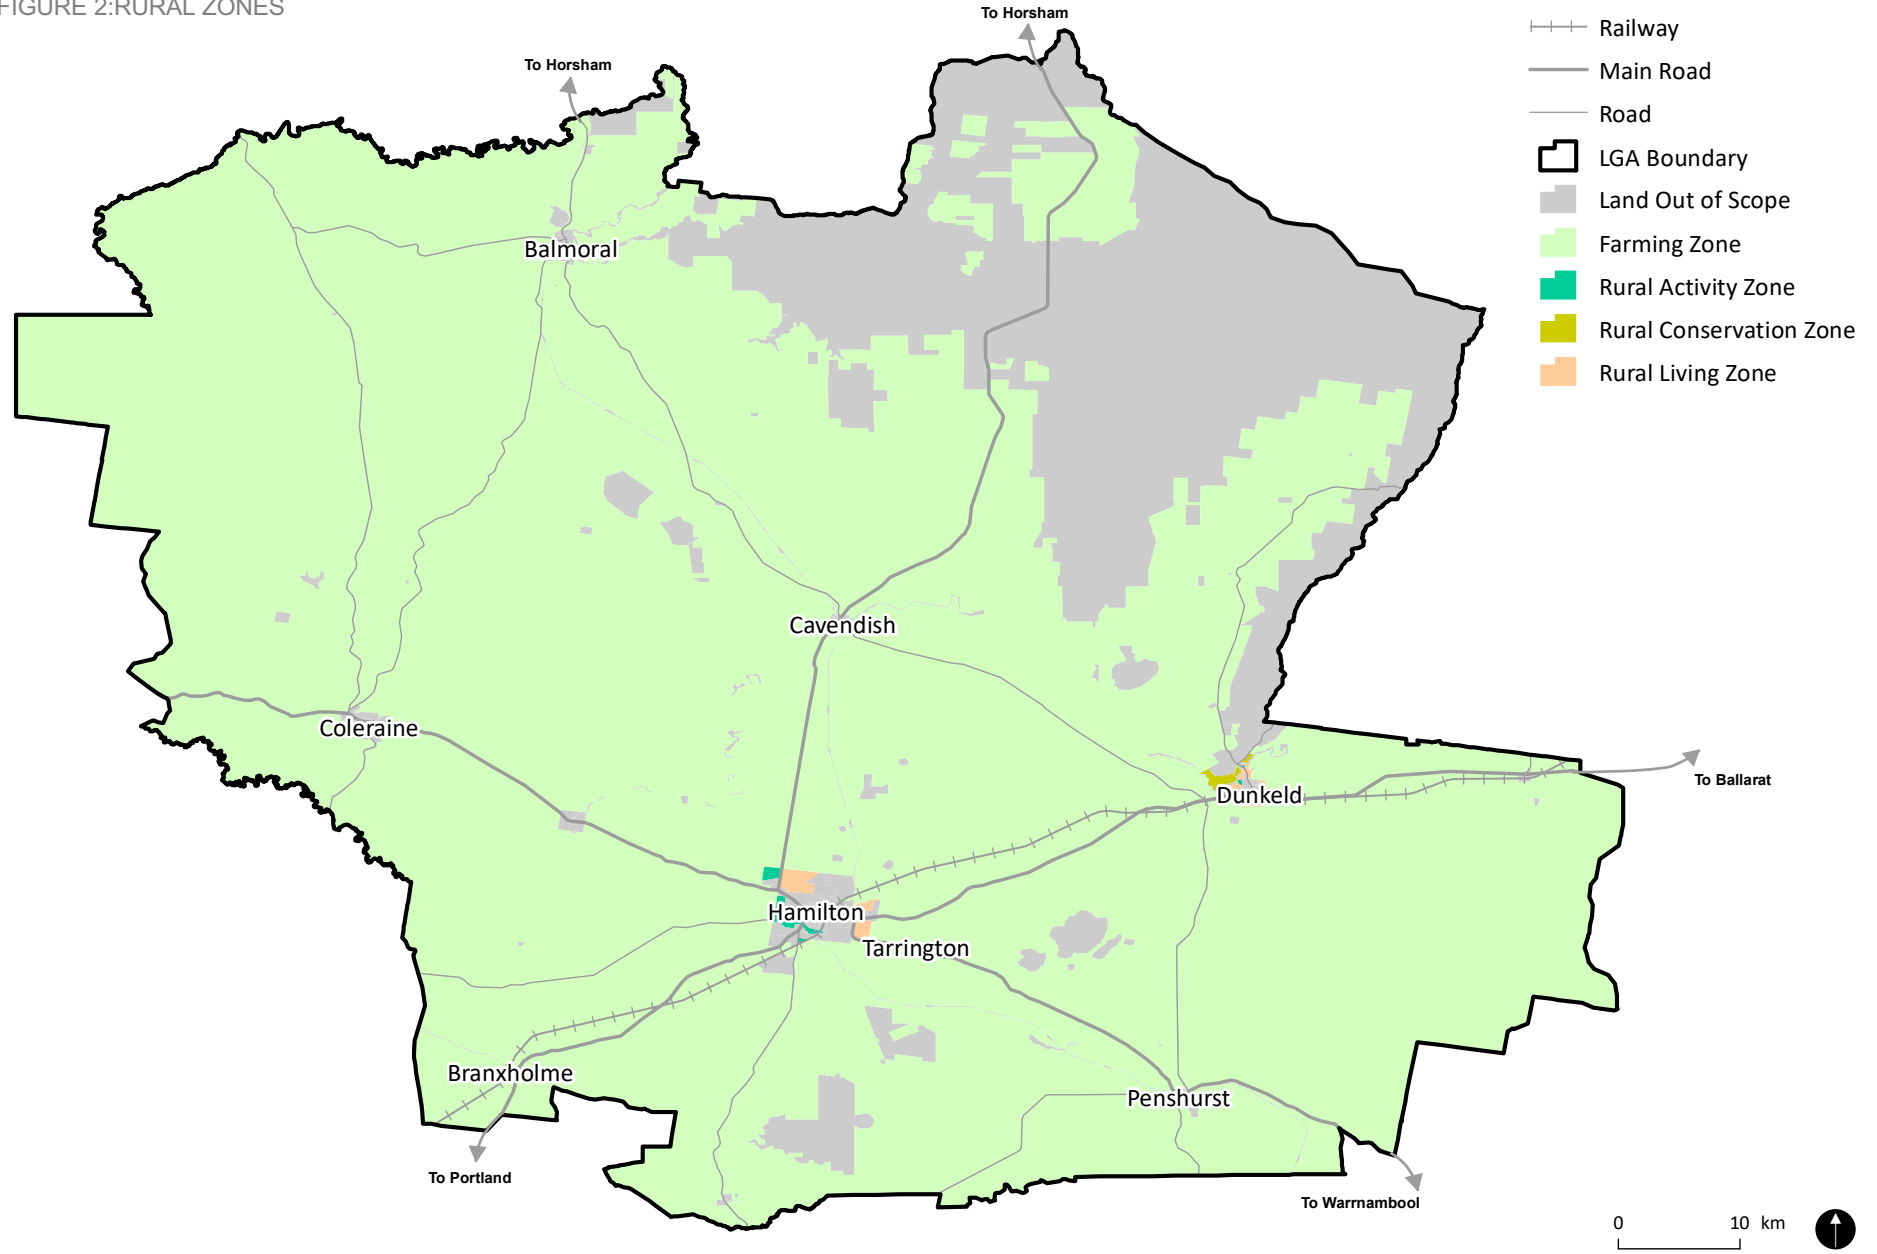 FIGURE 2:RURAL ZONES
To Horsham
To Horsham
Railway
Main Road
Road
LGA Boundary
Land Out of Scope
Farming Zone
Rural Activity Zone
Rural Conservation Zone
Rural Living Zone
Balmoral
Cavendish
Coleraine
To Ballarat
Dunkeld
Hamilton
Tarrington
Branxholme
Penshurst
To Portland
To Warrnambool
0 10 km